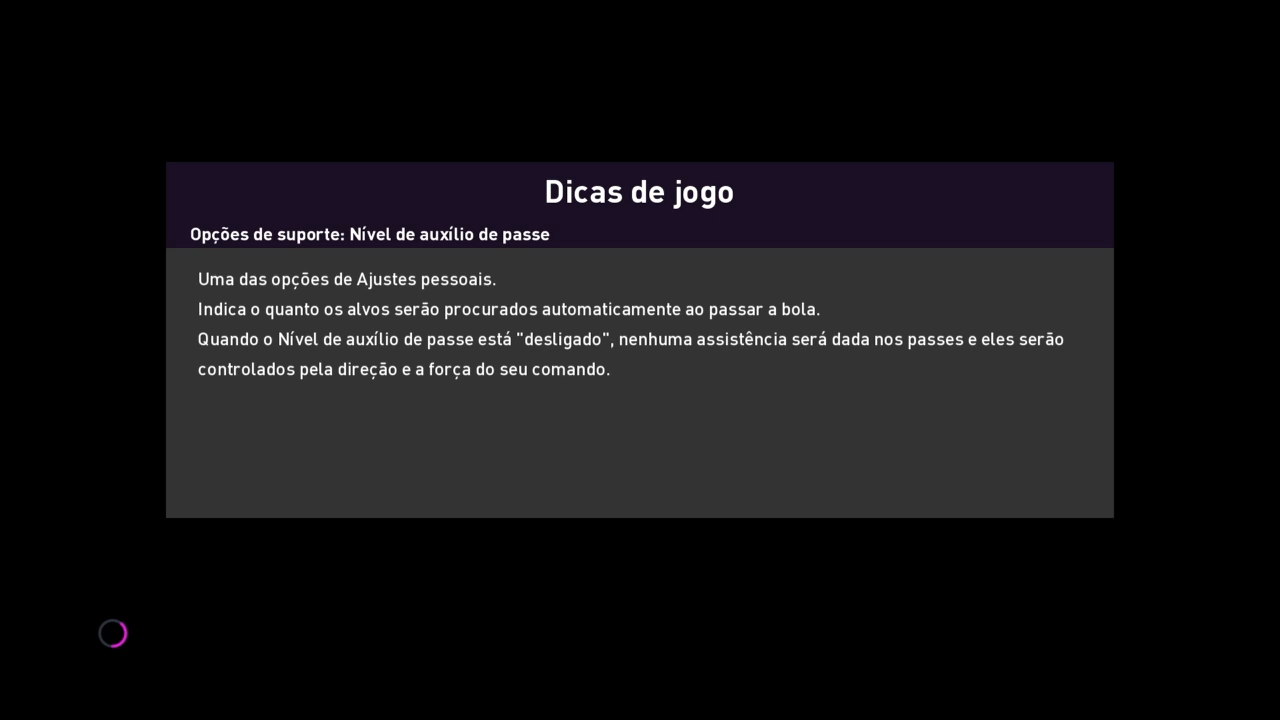 Dicas de jogo
Opções de suporte: Nível de auxílio de passe
Uma das opções de Ajustes pessoais.
Indica o quanto os alvos serão procurados automaticamente ao passar a bola.
Quando o Nível de auxílio de passe está "desligado", nenhuma assistência será dada nos passes e eles serão
controlados pela direção e a força do seu comando.